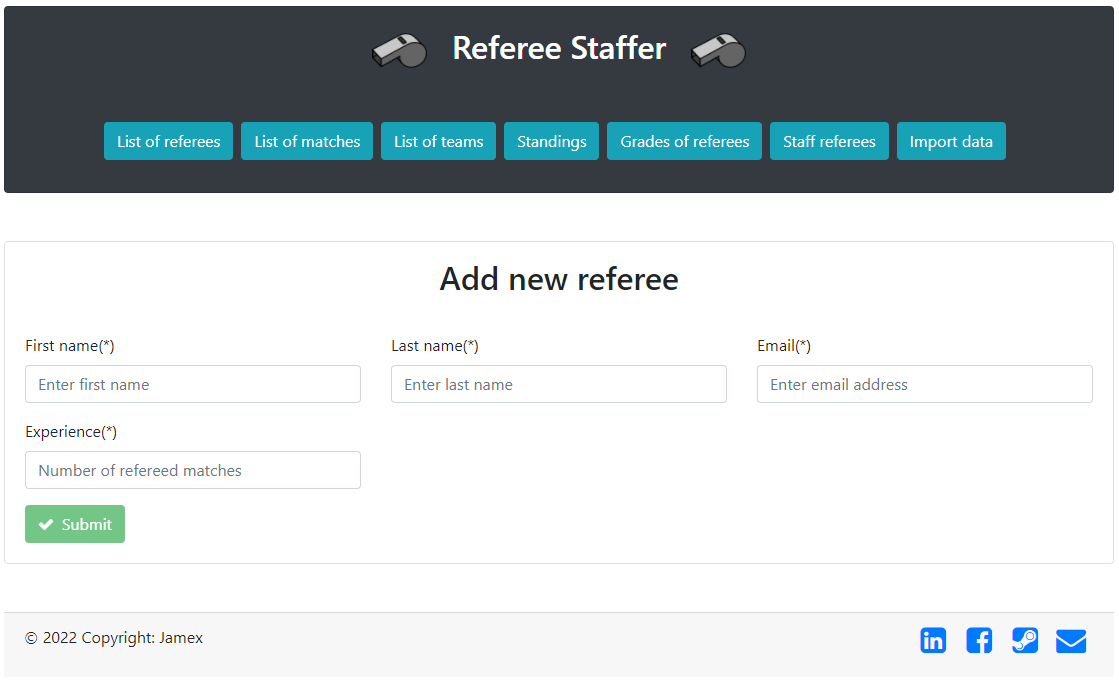 Referee Staffer
List of referees List of matches List of teams Standings Grades of referees Staff referees Import data
Add new referee
First name(*) Last name(*) Email(*)
Enter first name Enter last name Enter email address
Experience(*)
Number of refereed matches
Submit
© 2022 Copyright: Jamex